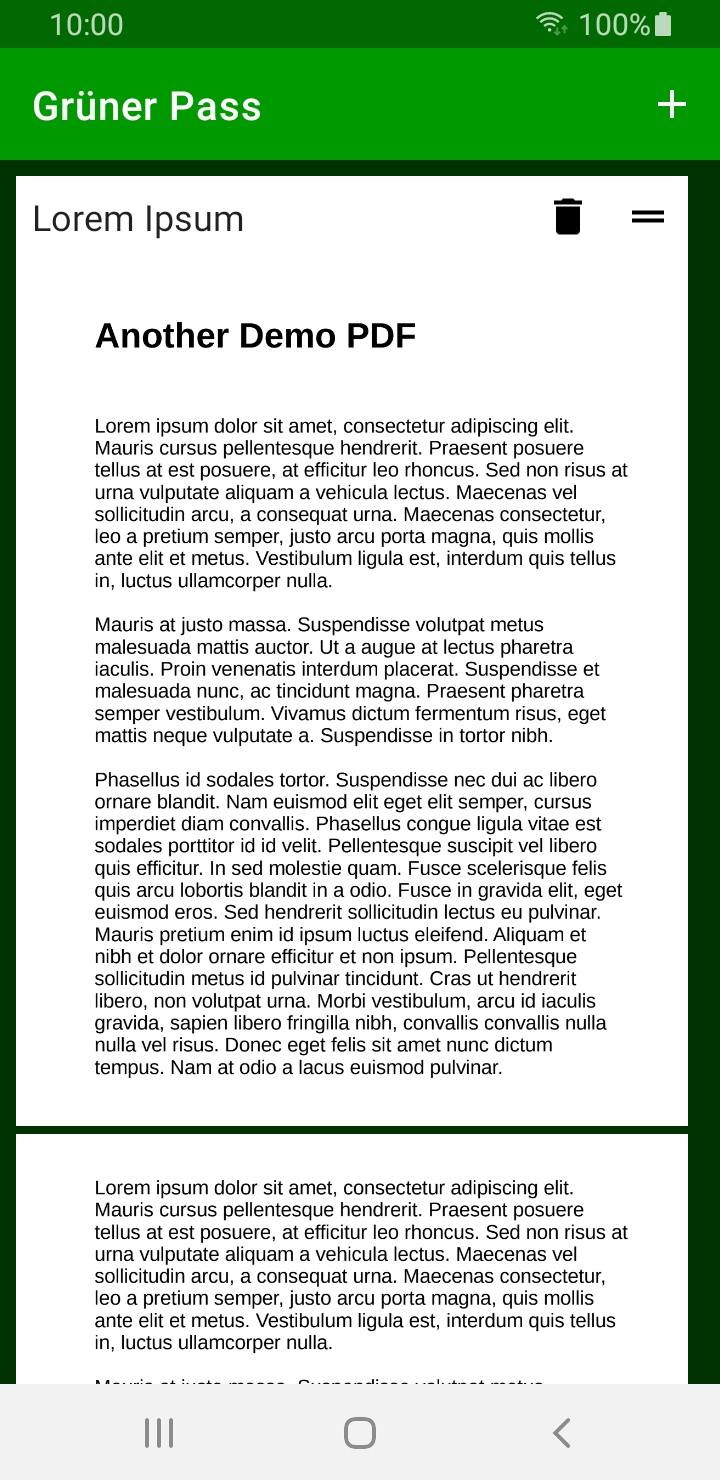 10:00 100%
Grüner Pass
Lorem Ipsum
Another Demo PDF
Lorem ipsum dolor sit amet, consectetur adipiscing elit.
Mauris cursus pellentesque hendrerit. Praesent posuere
tellus at est posuere, at efficitur leo rhoncus. Sed non risus at
urna vulputate aliquam a vehicula lectus. Maecenas vel
sollicitudin arcu, a consequat urna. Maecenas consectetur,
leo a pretium semper, justo arcu porta magna, quis mollis
ante elit et metus. Vestibulum ligula est, interdum quis tellus
in, luctus ullamcorper nulla.
Mauris at justo massa. Suspendisse volutpat metus
malesuada mattis auctor. Ut a augue at lectus pharetra
iaculis. Proin venenatis interdum placerat. Suspendisse et
malesuada nunc, ac tincidunt magna. Praesent pharetra
semper vestibulum. Vivamus dictum fermentum risus, eget
mattis neque vulputate a. Suspendisse in tortor nibh.
Phasellus id sodales tortor. Suspendisse nec dui ac libero
ornare blandit. Nam euismod elit eget elit semper, cursus
imperdiet diam convallis. Phasellus congue ligula vitae est
sodales porttitor id id velit. Pellentesque suscipit vel libero
quis efficitur. In sed molestie quam. Fusce scelerisque felis
quis arcu lobortis blandit in a odio. Fusce in gravida elit, eget
euismod eros. Sed hendrerit sollicitudin lectus eu pulvinar.
Mauris pretium enim id ipsum luctus eleifend. Aliquam et
nibh et dolor ornare efficitur et non ipsum. Pellentesque
sollicitudin metus id pulvinar tincidunt. Cras ut hendrerit
libero, non volutpat urna. Morbi vestibulum, arcu id iaculis
gravida, sapien libero fringilla nibh, convallis convallis nulla
nulla vel risus. Donec eget felis sit amet nunc dictum
tempus. Nam at odio a lacus euismod pulvinar.
Lorem ipsum dolor sit amet, consectetur adipiscing elit.
Mauris cursus pellentesque hendrerit. Praesent posuere
tellus at est posuere, at efficitur leo rhoncus. Sed non risus at
urna vulputate aliquam a vehicula lectus. Maecenas vel
sollicitudin arcu, a consequat urna. Maecenas consectetur,
leo a pretium semper, justo arcu porta magna, quis mollis
ante elit et metus. Vestibulum ligula est, interdum quis tellus
in, luctus ullamcorper nulla.